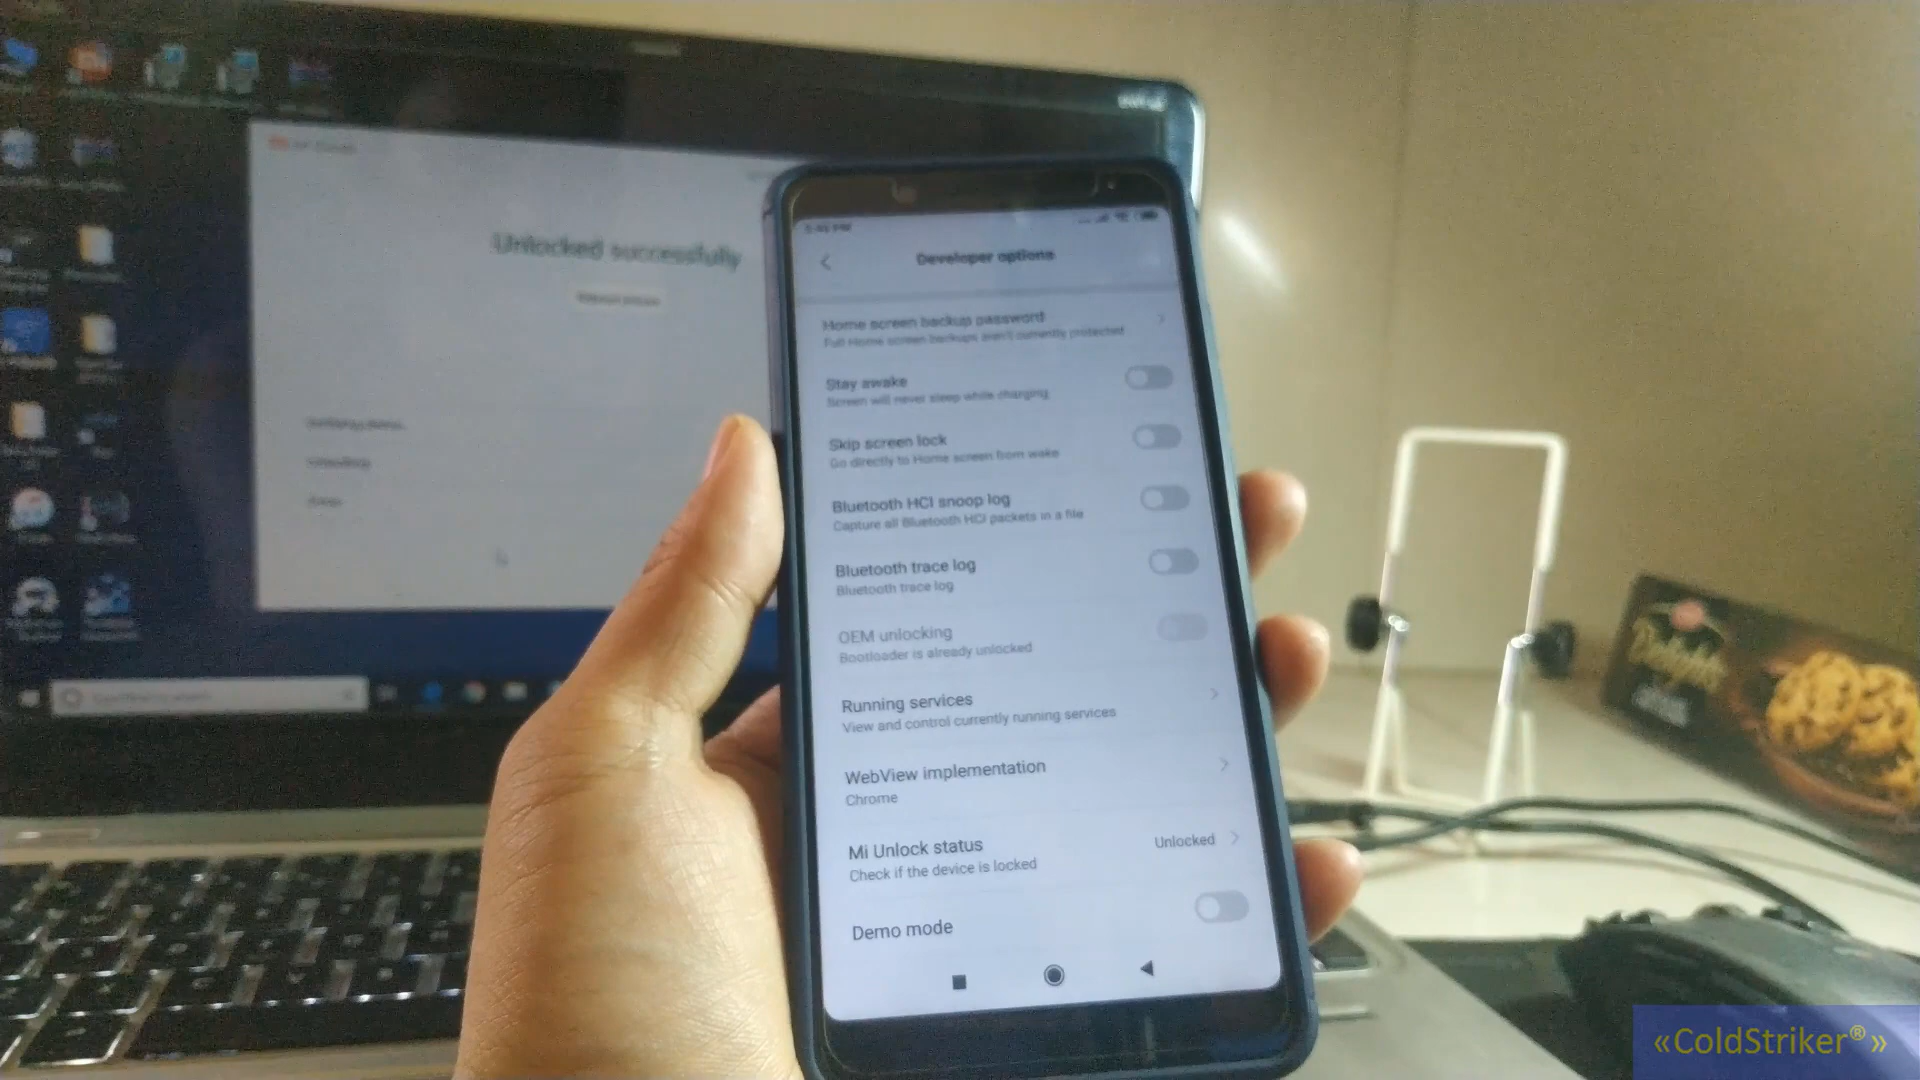 Unlocked successfully
Developer options
Home screen backup password
Full Home screen backups aren't currently protected
Stay awake
Screen will never sleep while charging
Skip screen lock
Go directly to Home screen from wake
Bluetooth HCI snoop log
Capture all Bluetooth HCI packets in a file
Bluetooth trace log
Bluetooth trace log
OEM unlocking
Bootloader is already unlocked
Running services
View and control currently running services
WebView implementation
Chrome
Mi Unlock status
Unlocked
Check if the device is locked
Demo mode
Delights
«ColdStriker®»